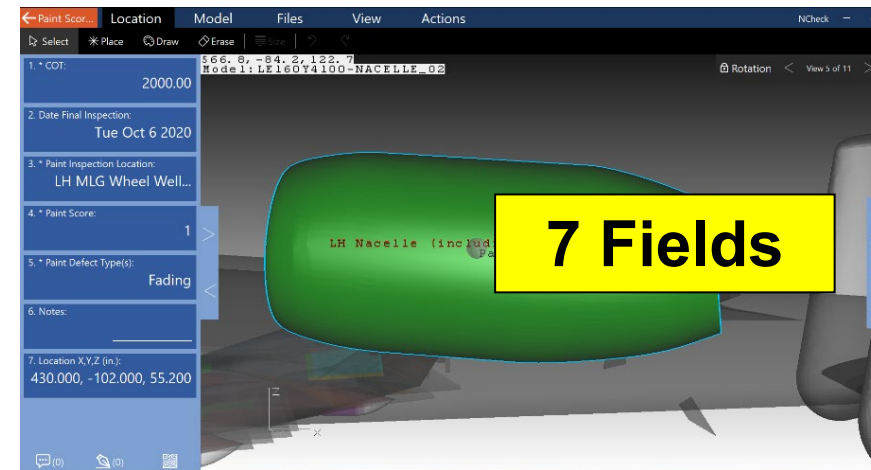 Paint Scor... Location Model Files View Actions NCheck
Select Place Draw Erase Size
566.8, -84.2, 122.7
Model:LE160Y4100-NACELLE_02
Rotation View 5 of 11
1. * COT:
2000.00
2. Date Final Inspection:
Tue Oct 6 2020
3. * Paint Inspection Location:
LH MLG Wheel Well...
4. * Paint Score:
1
5. * Paint Defect Type(s):
Fading
6. Notes:
7. Location X,Y,Z (in.):
430.000, -102.000, 55.200
LH Nacelle (includ
Pa
7 Fields
Z
X
(0) (0)